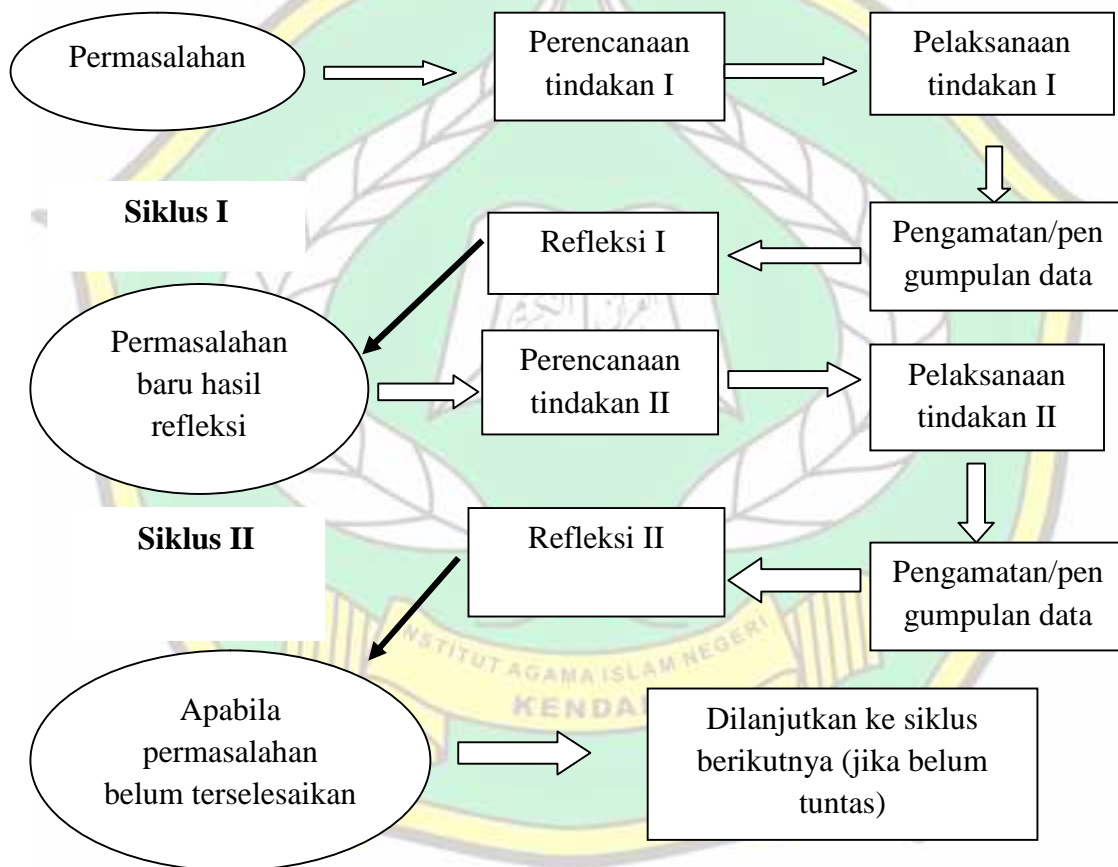 Permasalahan
Perencanaan
tindakan I
Pelaksanaan
tindakan I
Siklus I
Refleksi I
Pengamatan/pen
gumpulan data
Permasalahan
baru hasil
refleksi
Perencanaan
tindakan II
Pelaksanaan
tindakan II
Siklus II
Refleksi II
Pengamatan/pen
gumpulan data
INSTITUT AGAMA ISLAM NEGERI
Apabila
permasalahan
belum terselesaikan
Dilanjutkan ke siklus
berikutnya (jika belum
tuntas)